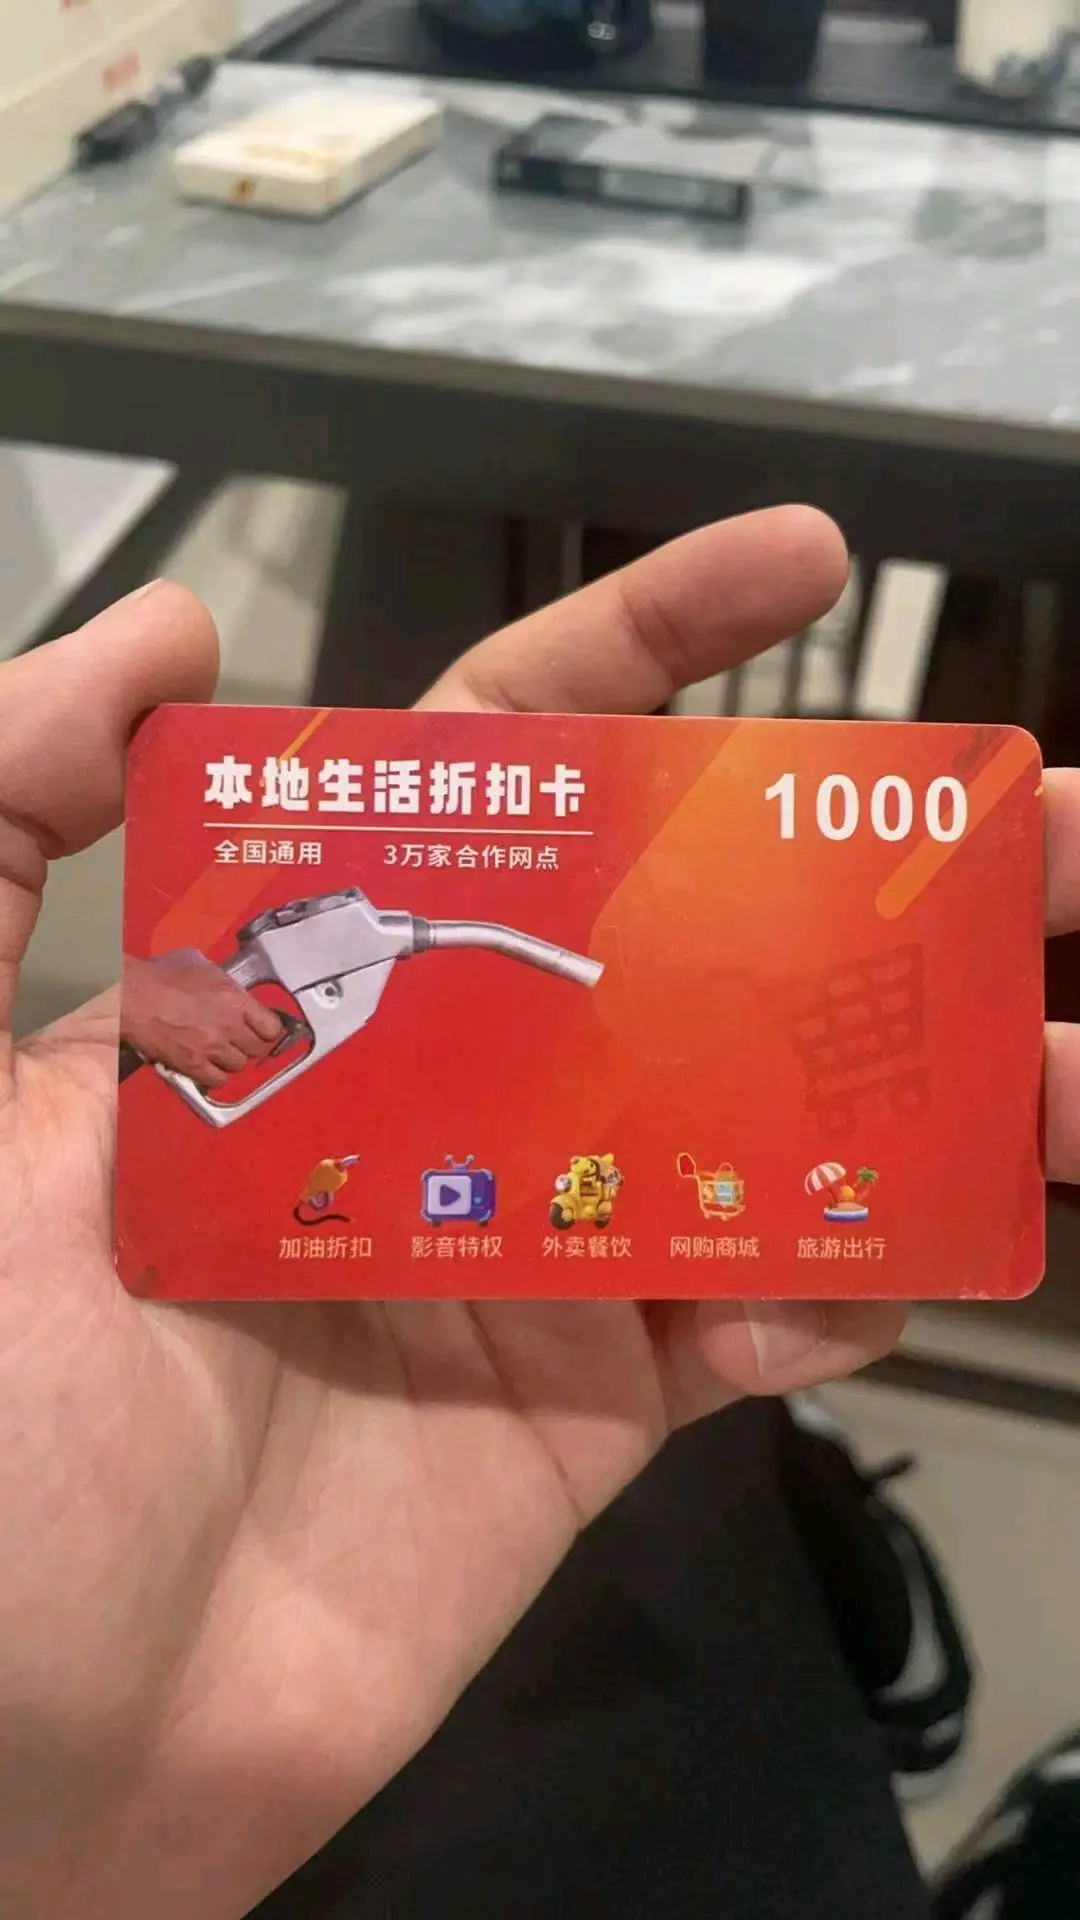 本地生活折扣卡
1000
全国通用 3万家合作网点
加油折扣 影音特权 外卖餐饮 网购商城 旅游出行